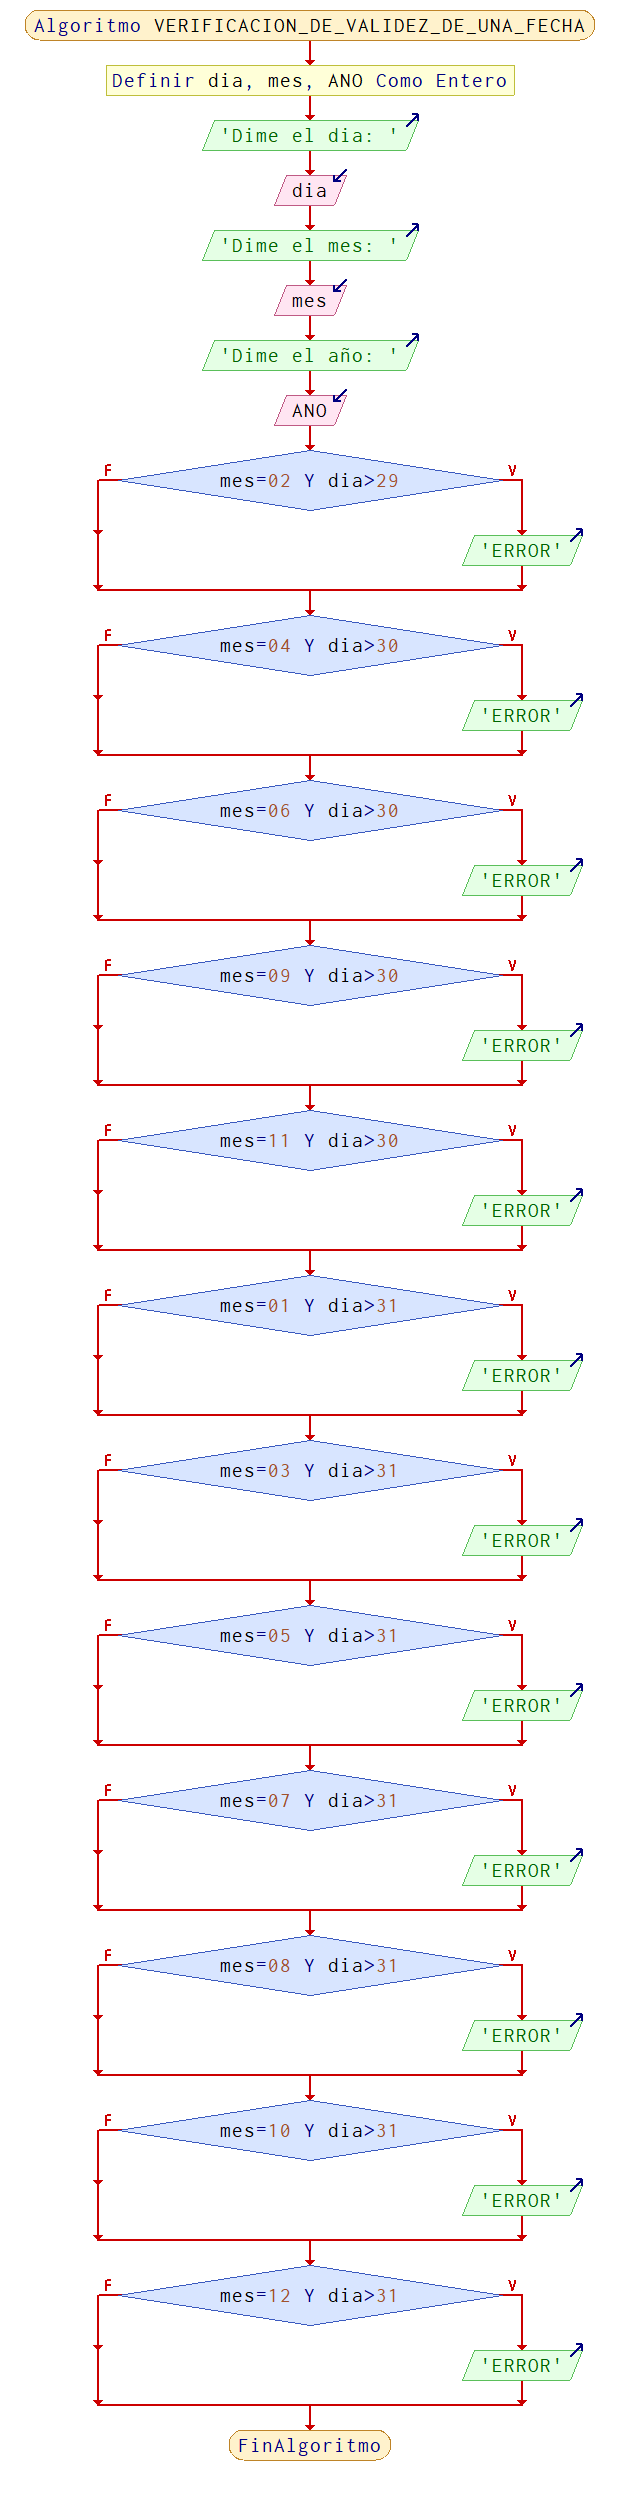 Algoritmo VERIFICACION_DE_VALIDEZ_DE_UNA_FECHA
Definir dia, mes, ANO Como Entero
'Dime el dia: '
dia
'Dime el mes: '
mes
'Dime el año: '
ANO
F V
mes=02 Y dia>29
'ERROR'
F V
mes=04 Y dia>30
'ERROR'
F V
mes=06 Y dia>30
'ERROR'
F V
mes=09 Y dia>30
'ERROR'
F V
mes=11 Y dia>30
'ERROR'
F V
mes=01 Y dia>31
'ERROR'
F V
mes=03 Y dia>31
'ERROR'
F V
mes=05 Y dia>31
'ERROR'
F V
mes=07 Y dia>31
'ERROR'
F V
mes=08 Y dia>31
'ERROR'
F V
mes=10 Y dia>31
'ERROR'
F V
mes=12 Y dia>31
'ERROR'
FinAlgoritmo